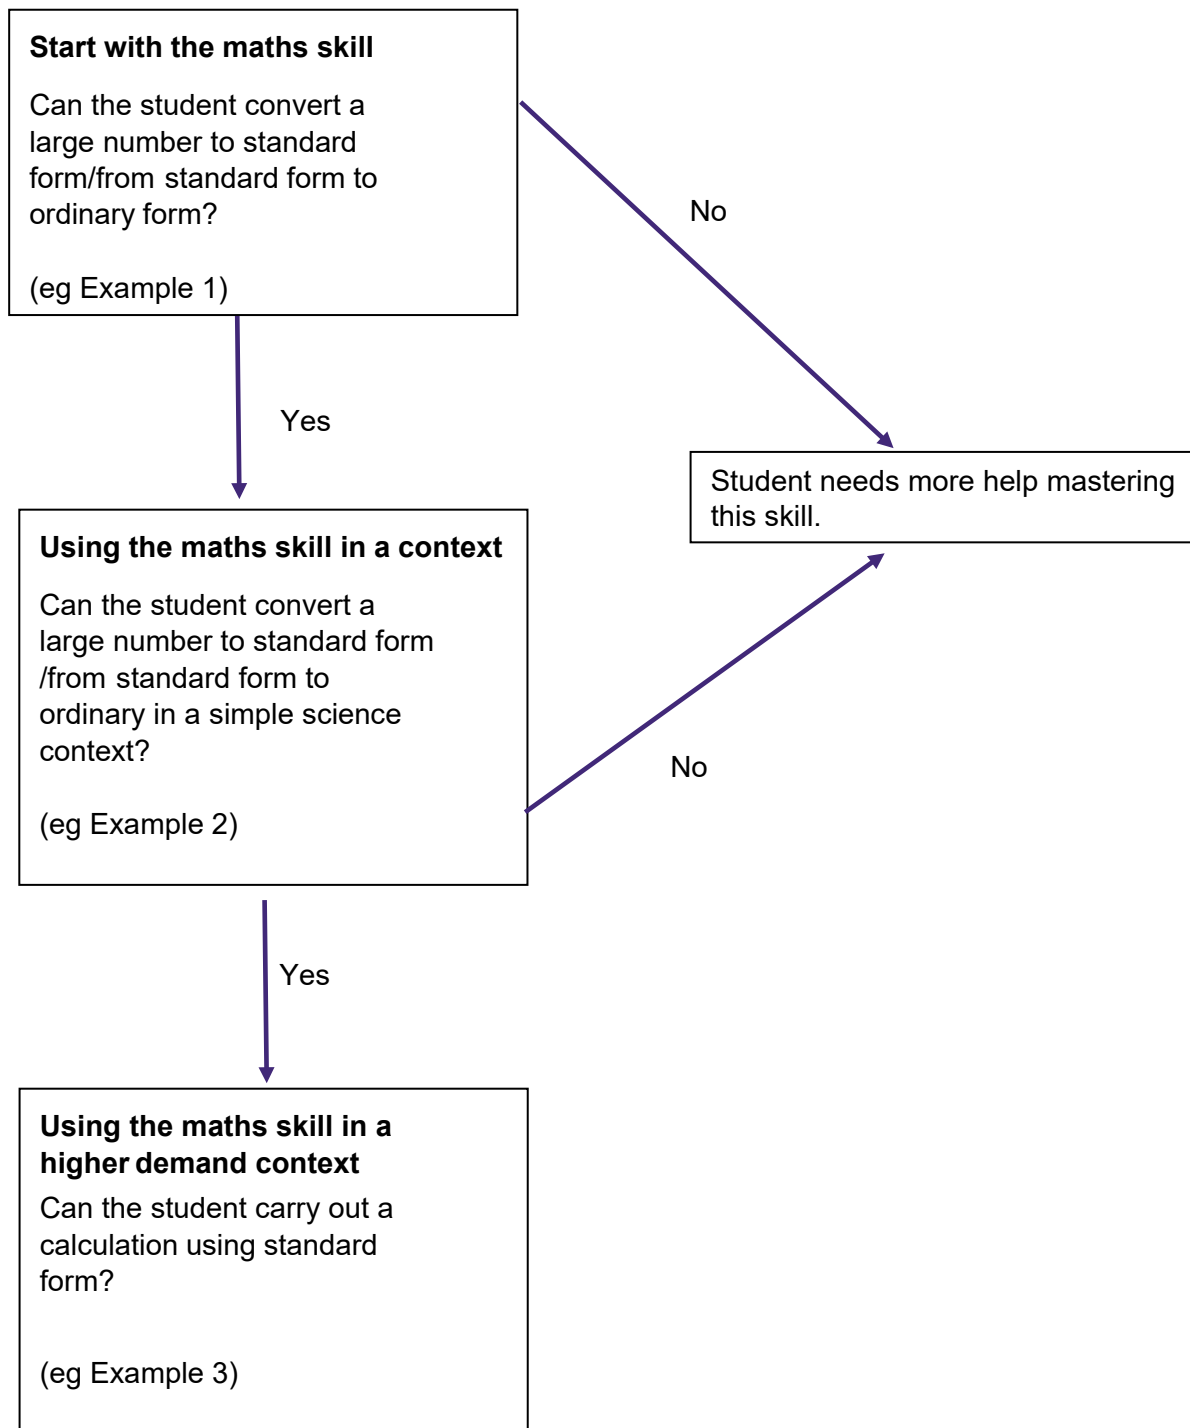 Start with the maths skill
Can the student convert a
large number to standard
form/from standard form to
ordinary form?
(eg Example 1)
No
Yes
Student needs more help mastering
this skill.
Using the maths skill in a context
Can the student convert a
large number to standard form
/from standard form to
ordinary in a simple science
context?
(eg Example 2)
No
Yes
Using the maths skill in a
higher demand context
Can the student carry out a
calculation using standard
form?
(eg Example 3)